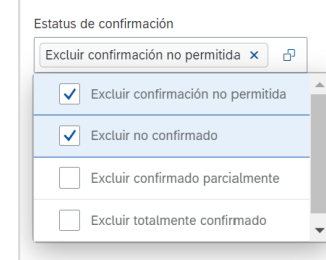 Estatus de confirmación
Excluir confirmación no permitida
Excluir confirmación no permitida
Excluir no confirmado
Excluir confirmado parcialmente
Excluir totalmente confirmado